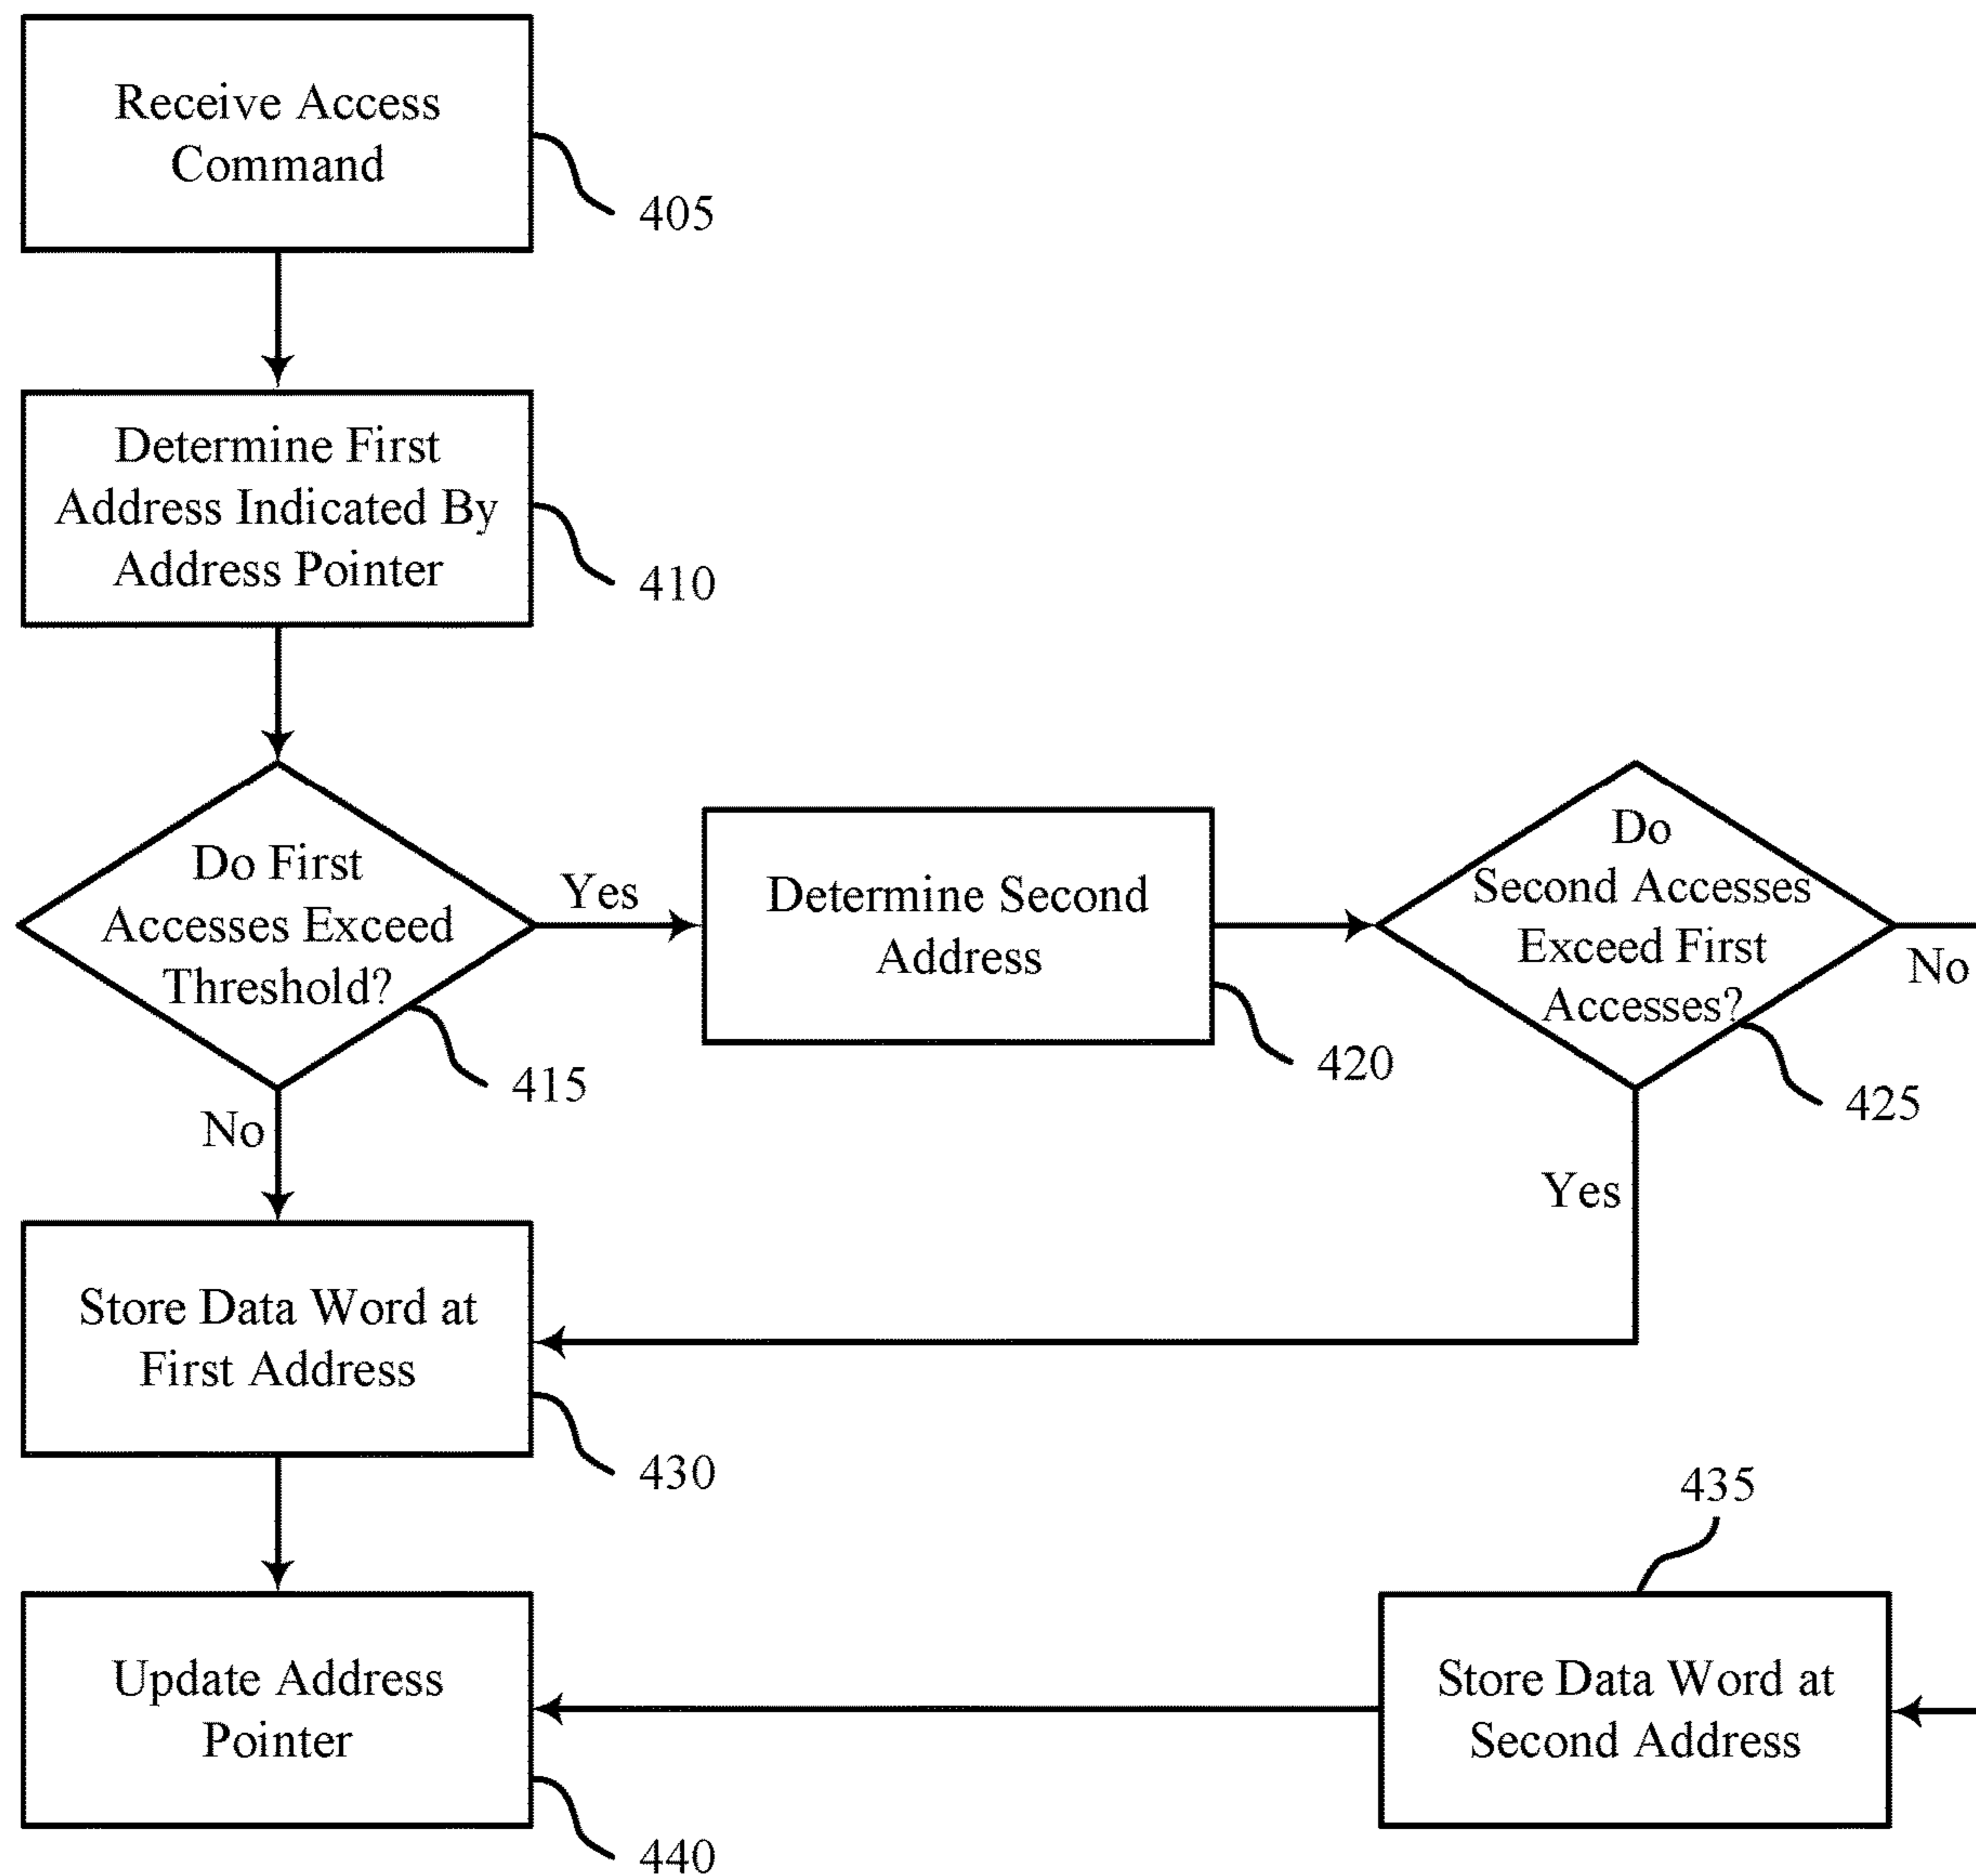 Receive Access
Command
405
Determine First
Address Indicated By
Address Pointer
410
Do First
Accesses Exceed
Threshold?
415
Yes
No
Determine Second
Address
420
Do
Second Accesses
Exceed First
Accesses?
425
No
Yes
Store Data Word at
First Address
430
435
Store Data Word at
Second Address
Update Address
Pointer
440